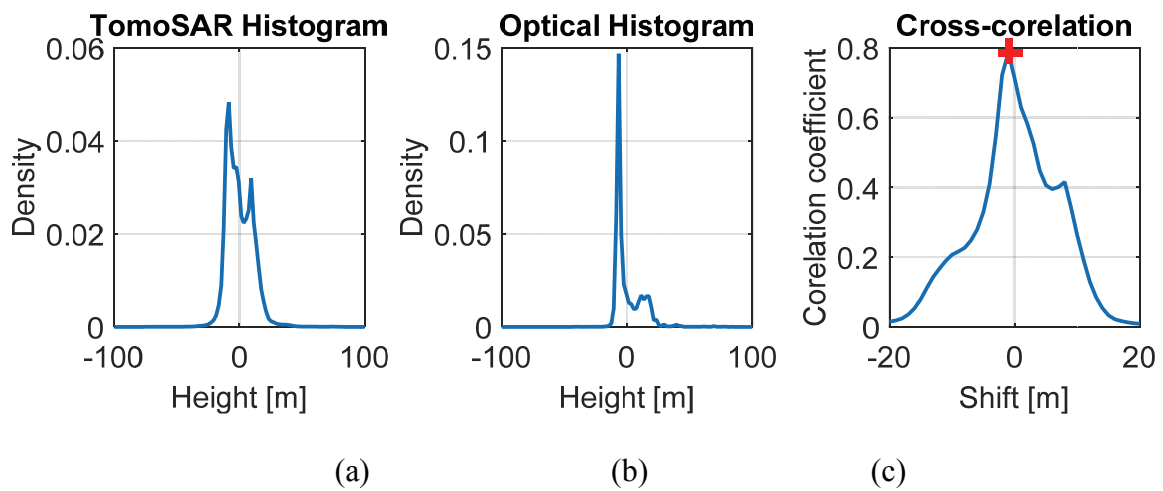 TomoSAR Histogram
0.06
0.04
0.02
0
-100
0
100
Density
Height [m]
Optical Histogram
0.15
0.1
0.05
0
-100
0
100
Density
Height [m]
Cross-corelation
0.8
0.6
0.4
0.2
0
-20
0
20
Corelation coefficient
Shift [m]
(a)
(b)
(c)